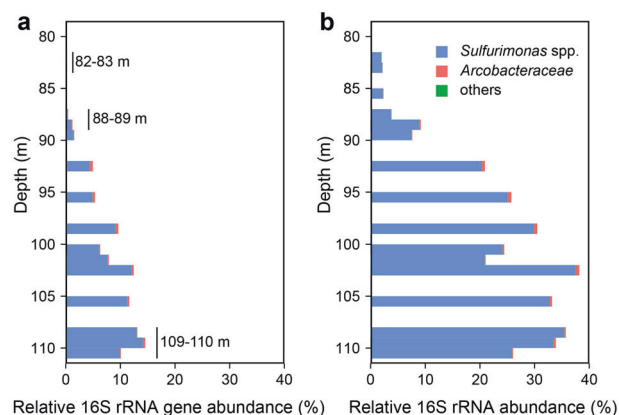 a
b
80
82-83 m
85
88-89 m
90
95
100
105
110
109-110 m
Depth (m)
0 10 20 30 40
Relative 16S rRNA gene abundance (%)
80
Sulfurimonas spp.
Arcobacteraceae
others
85
90
95
100
105
110
Depth (m)
0 10 20 30 40
Relative 16S rRNA abundance (%)